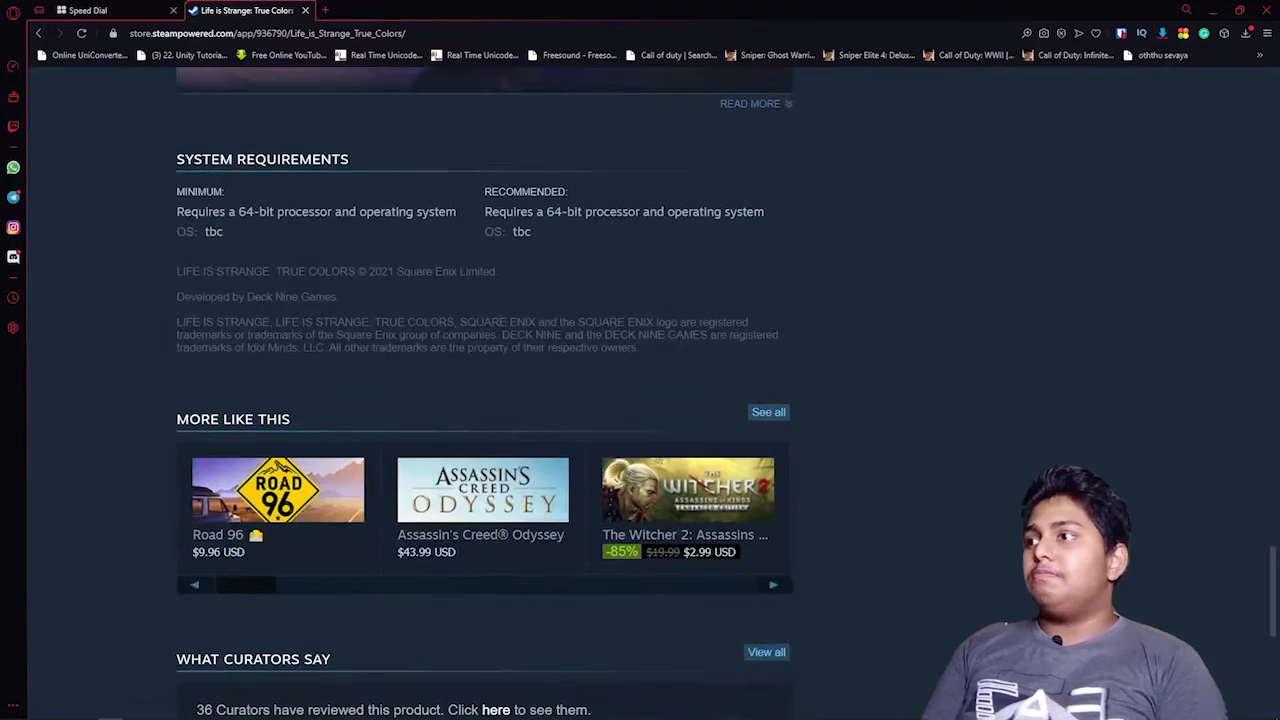 Speed Dial
Life is Strange: True Colors
store.steampowered.com/app/936790/Life_is_Strange_True_Colors/
Online UniConverte...
(3) 22. Unity Tutoria...
Free Online YouTub...
Real Time Unicode...
Real Time Unicode...
Freesound - Freeso...
Call of duty | Search...
Sniper: Ghost Warri...
Sniper Elite 4: Delux...
Call of Duty: WWII [...
Call of Duty: Infinite...
oththu sevaya
READ MORE
SYSTEM REQUIREMENTS
MINIMUM:
Requires a 64-bit processor and operating system
OS: tbc
RECOMMENDED:
Requires a 64-bit processor and operating system
OS: tbc
LIFE IS STRANGE: TRUE COLORS © 2021 Square Enix Limited
Developed by Deck Nine Games.
LIFE IS STRANGE, LIFE IS STRANGE: TRUE COLORS, SQUARE ENIX and the SQUARE ENIX logo are registered
trademarks or trademarks of the Square Enix group of companies. DECK NINE and the DECK NINE GAMES are registered
trademarks of Idol Minds, LLC. All other trademarks are the property of their respective owners.
MORE LIKE THIS
See all
ROAD
96
Road 96
$9.96 USD
ASSASSIN'S
CREED
ODYSSEY
Assassin's Creed® Odyssey
$43.99 USD
THE
WITCHER 2
ASSASSINS OF KINGS
ENHANCED EDITION
The Witcher 2: Assassins ...
-85% $19.99 $2.99 USD
WHAT CURATORS SAY
View all
36 Curators have reviewed this product. Click here to see them.